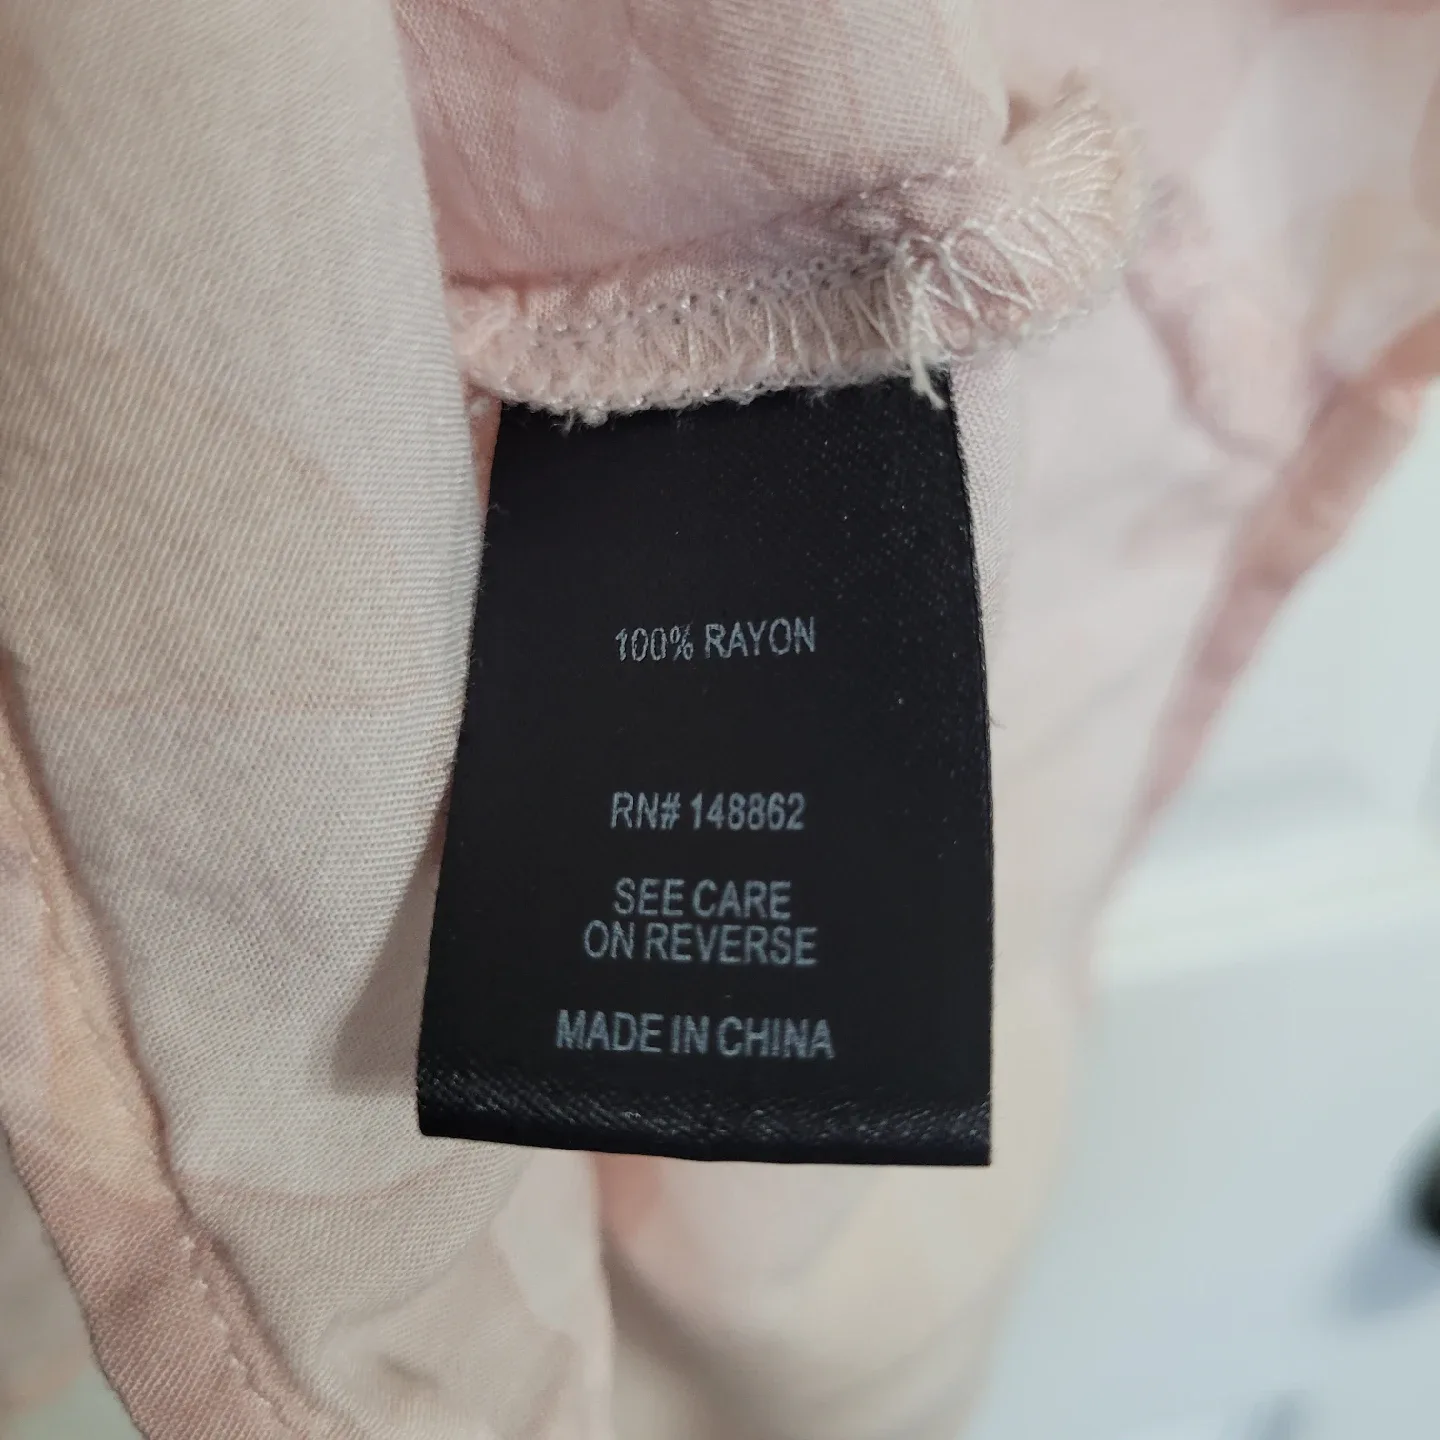 100% RAYON
RN# 148862
SEE CARE
ON REVERSE
MADE IN CHINA